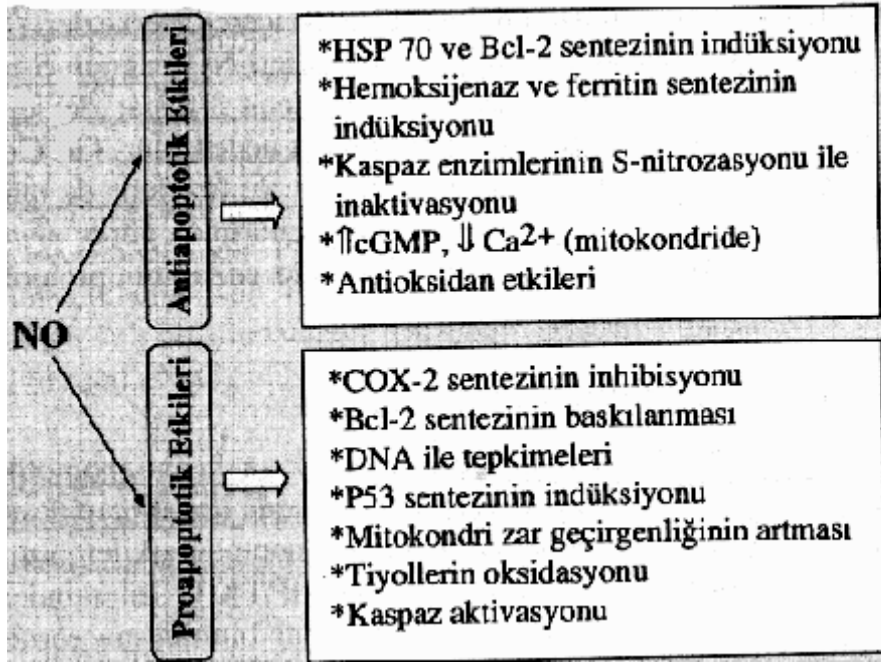 NO
Antiapoptotik Etkileri
*HSP 70 ve Bcl-2 sentezinin indüksiyonu
*Hemoksijenaz ve ferritin sentezinin
indüksiyonu
*Kaspaz enzimlerinin S-nitrozasyonu ile
inaktivasyonu
*⇑cGMP, ⇓ Ca2+ (mitokondride)
*Antioksidan etkileri
Proapoptotik Etkileri
*COX-2 sentezinin inhibisyonu
*Bcl-2 sentezinin baskılanması
*DNA ile tepkimeleri
*P53 sentezinin indüksiyonu
*Mitokondri zar geçirgenliğinin artması
*Tiyollerin oksidasyonu
*Kaspaz aktivasyonu